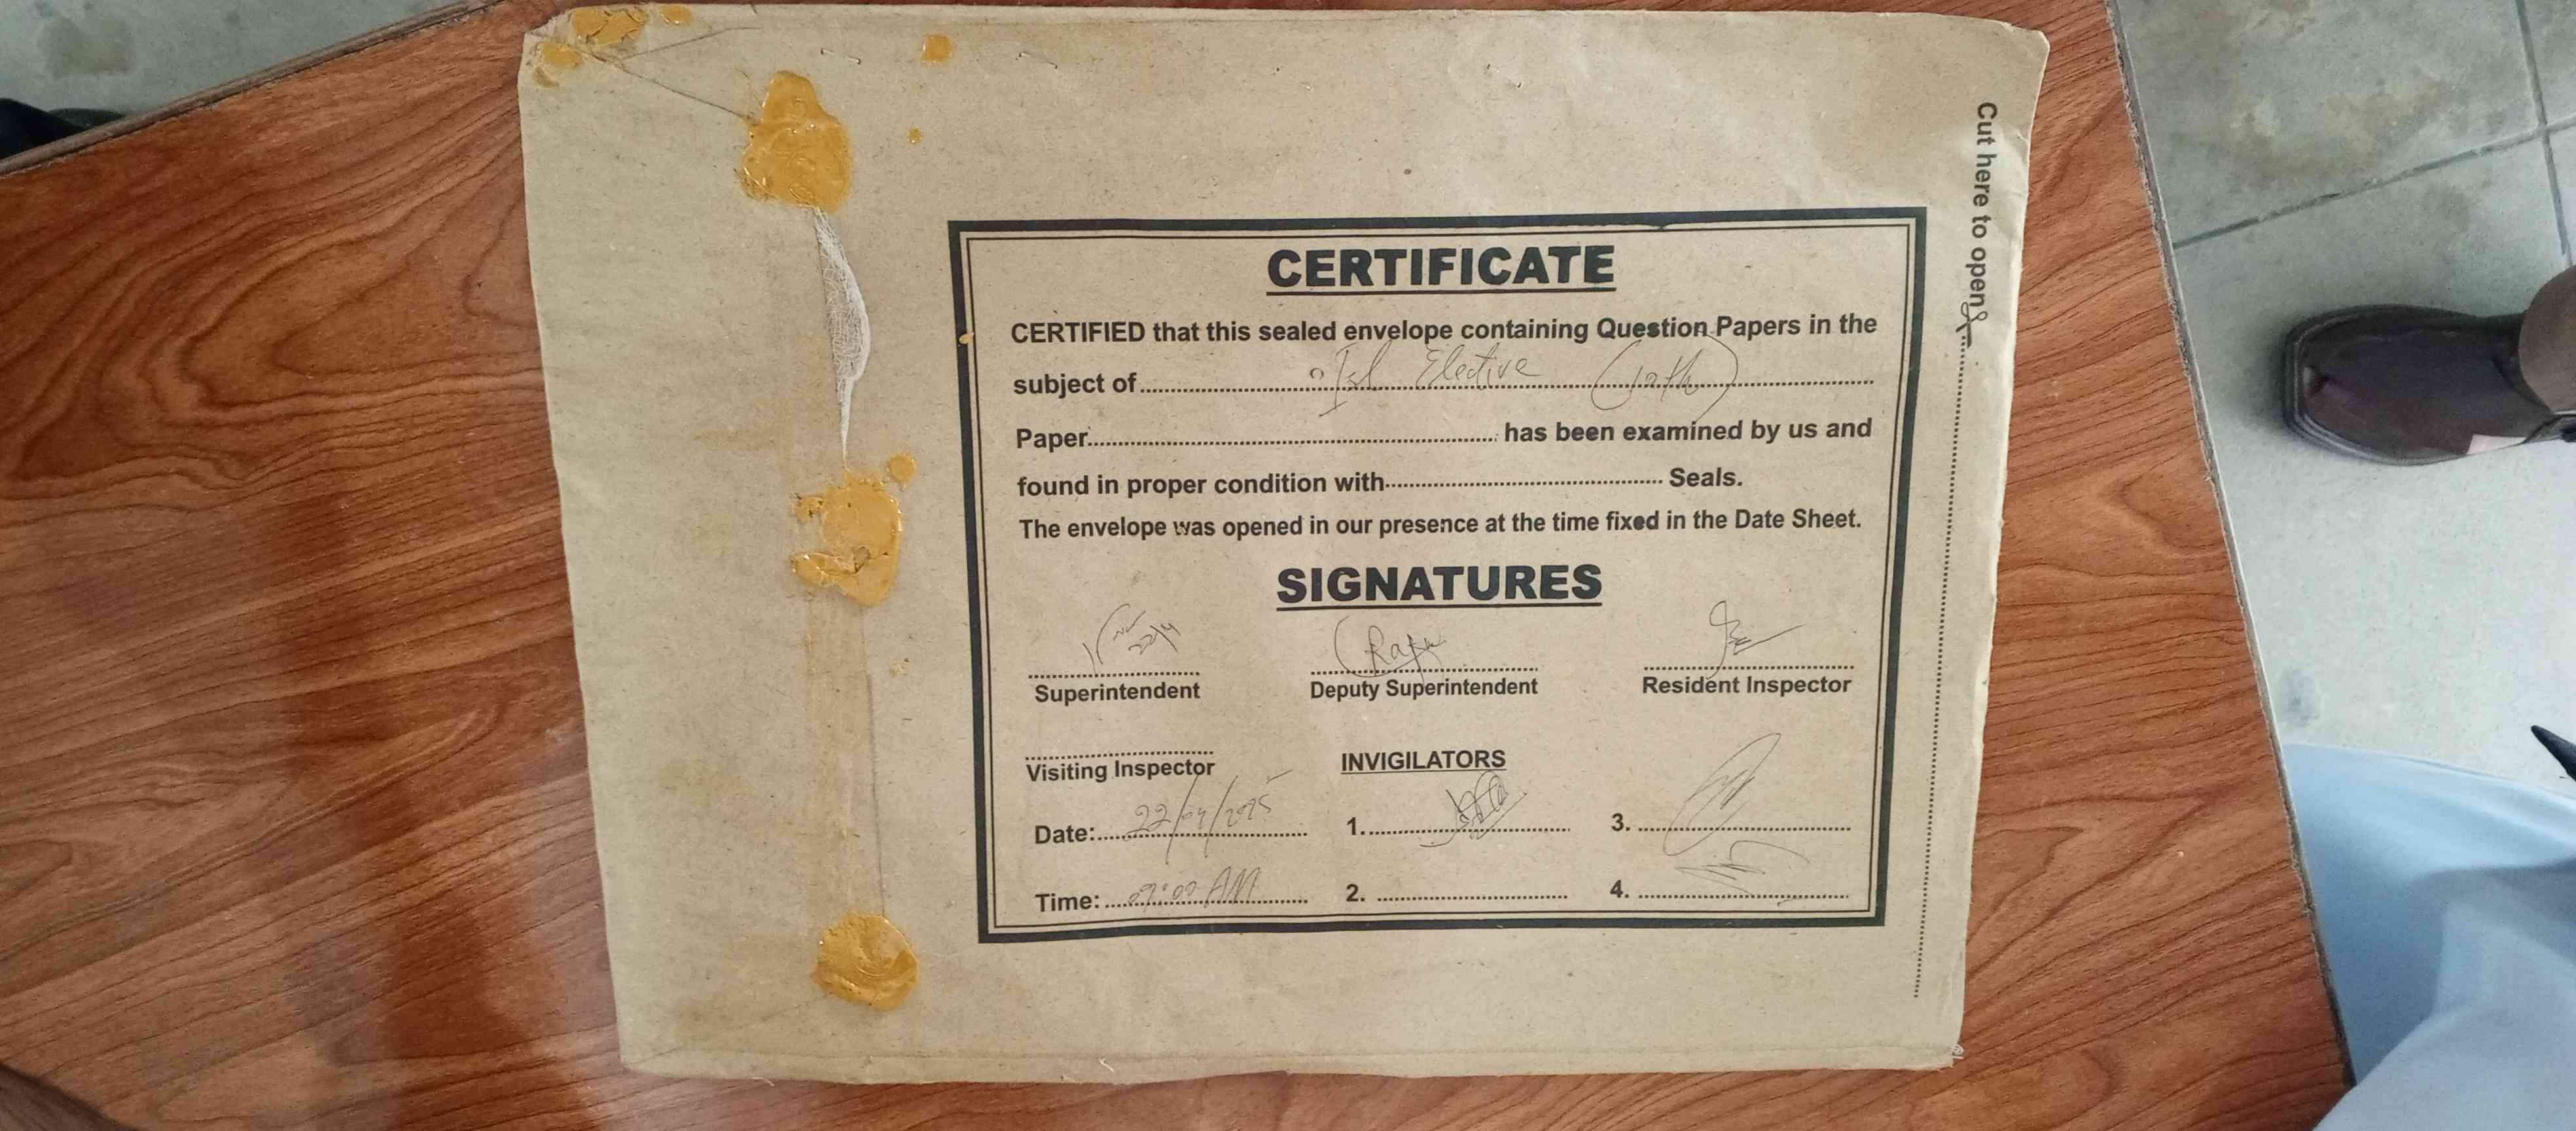 CERTIFICATE
CERTIFIED that this sealed envelope containing Question Papers in the
subject of Isl Elective (10th)
Paper has been examined by us and
found in proper condition with Seals.
The envelope was opened in our presence at the time fixed in the Date Sheet.
SIGNATURES
22/4
Superintendent Deputy Superintendent Resident Inspector
Visiting Inspector INVIGILATORS
Date: 22/04/2025 1. 3.
Time: 09:00 AM 2. 4.
Cut here to open